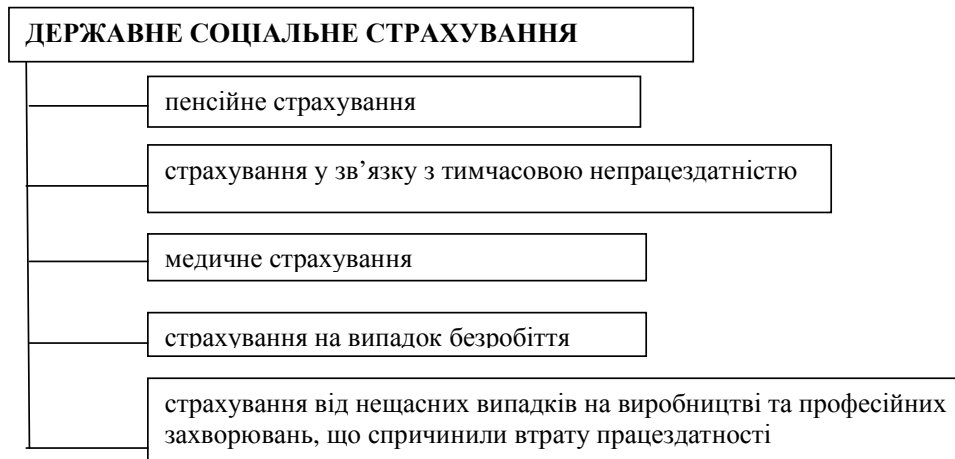 ДЕРЖАВНЕ СОЦІАЛЬНЕ СТРАХУВАННЯ
пенсійне страхування
страхування у зв’язку з тимчасовою непрацездатністю
медичне страхування
страхування на випадок безробіття
страхування від нещасних випадків на виробництві та професійних
захворювань, що спричинили втрату працездатності